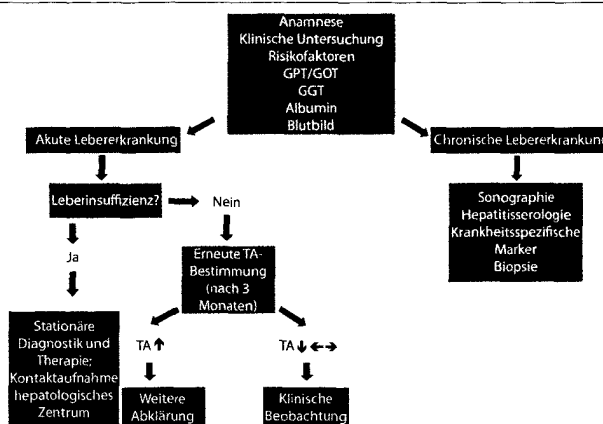 Anamnese
Klinische Untersuchung
Risikofaktoren
GPT/GOT
GGT
Albumin
Blutbild
Akute Lebererkrankung
Chronische Lebererkrankung
Leberinsuffizienz?
Nein
Ja
Sonographie
Hepatitisserologie
Krankheitsspezifische
Marker
Biopsie
Erneute TA-
Bestimmung
(nach 3
Monaten)
Stationäre
Diagnostik und
Therapie;
Kontaktaufnahme
hepatologisches
Zentrum
TA ↑
TA ↓ ←→
Weitere
Abklärung
Klinische
Beobachtung